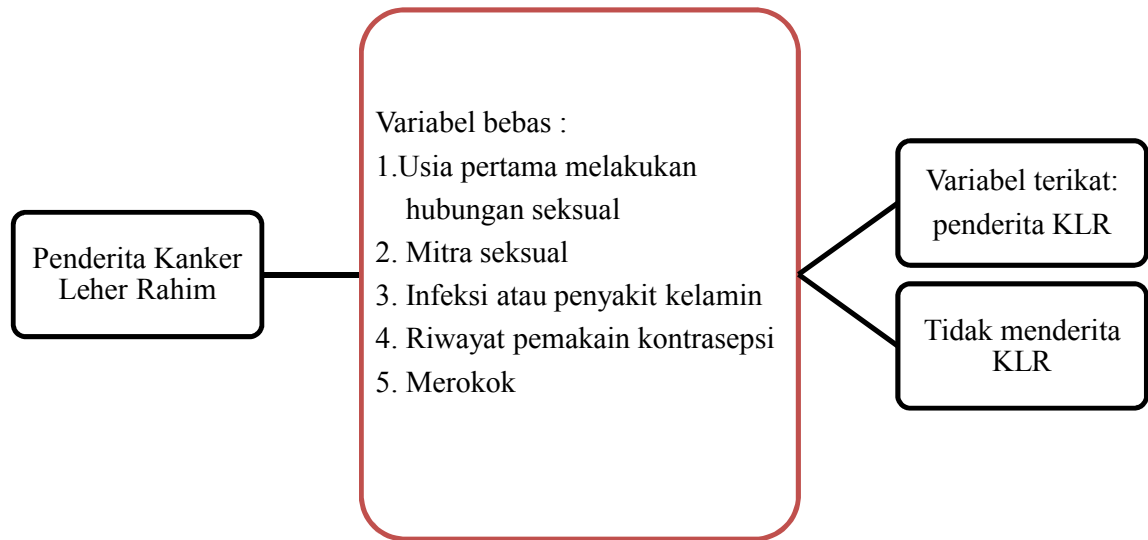 Penderita Kanker
Leher Rahim
Variabel bebas :
1.Usia pertama melakukan
hubungan seksual
2. Mitra seksual
3. Infeksi atau penyakit kelamin
4. Riwayat pemakain kontrasepsi
5. Merokok
Variabel terikat:
penderita KLR
Tidak menderita
KLR